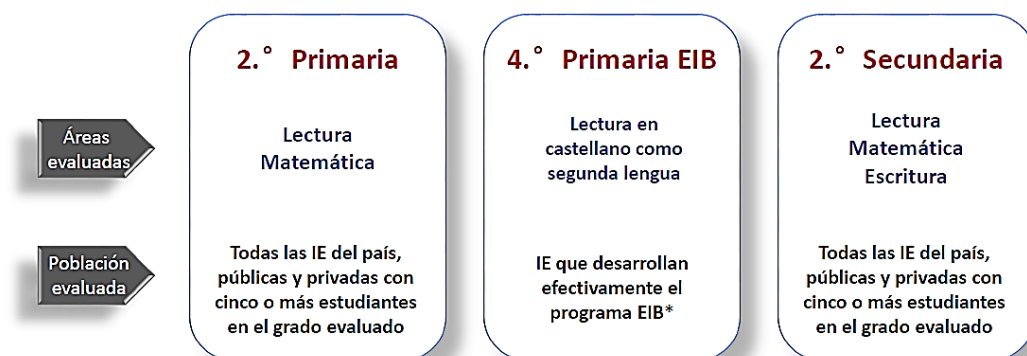 2.° Primaria
4.° Primaria EIB
2.° Secundaria
Áreas
evaluadas
Lectura
Matemática
Lectura en
castellano como
segunda lengua
Lectura
Matemática
Escritura
Población
evaluada
Todas las IE del país,
públicas y privadas con
cinco o más estudiantes
en el grado evaluado
IE que desarrollan
efectivamente el
programa EIB*
Todas las IE del país,
públicas y privadas con
cinco o más estudiantes
en el grado evaluado